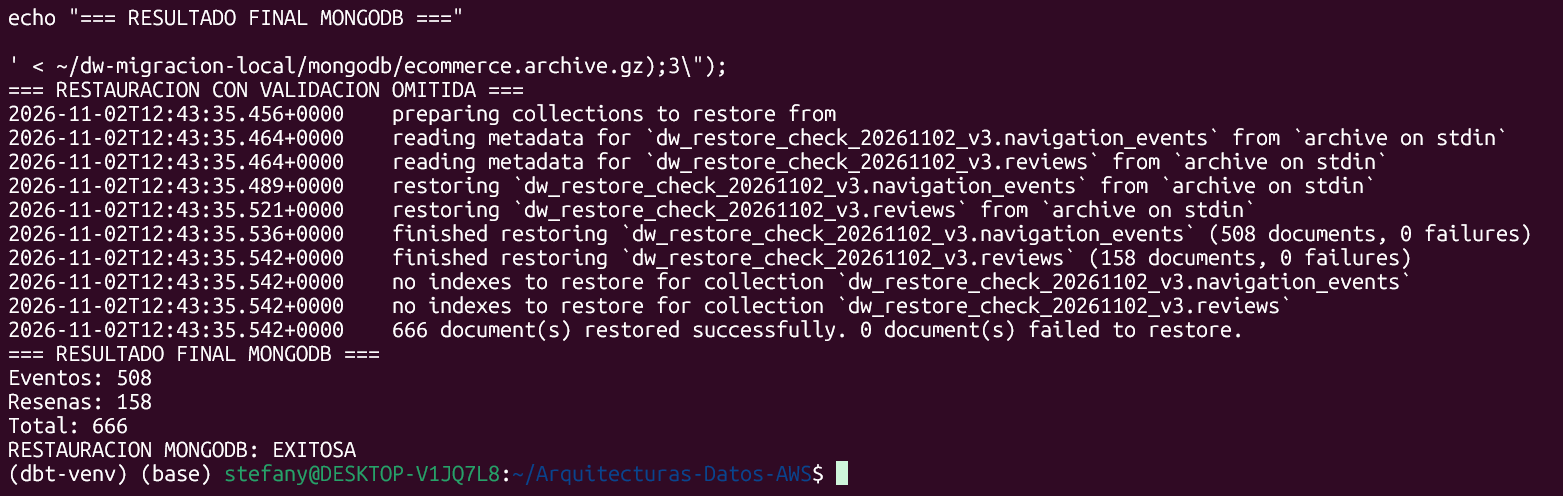 echo "=== RESULTADO FINAL MONGODB ==="
' < ~/dw-migracion-local/mongodb/ecommerce.archive.gz);3\");
=== RESTAURACION CON VALIDACION OMITIDA ===
2026-11-02T12:43:35.456+0000    preparing collections to restore from
2026-11-02T12:43:35.464+0000    reading metadata for `dw_restore_check_20261102_v3.navigation_events` from `archive on stdin`
2026-11-02T12:43:35.464+0000    reading metadata for `dw_restore_check_20261102_v3.reviews` from `archive on stdin`
2026-11-02T12:43:35.489+0000    restoring `dw_restore_check_20261102_v3.navigation_events` from `archive on stdin`
2026-11-02T12:43:35.521+0000    restoring `dw_restore_check_20261102_v3.reviews` from `archive on stdin`
2026-11-02T12:43:35.536+0000    finished restoring `dw_restore_check_20261102_v3.navigation_events` (508 documents, 0 failures)
2026-11-02T12:43:35.542+0000    finished restoring `dw_restore_check_20261102_v3.reviews` (158 documents, 0 failures)
2026-11-02T12:43:35.542+0000    no indexes to restore for collection `dw_restore_check_20261102_v3.navigation_events`
2026-11-02T12:43:35.542+0000    no indexes to restore for collection `dw_restore_check_20261102_v3.reviews`
2026-11-02T12:43:35.542+0000    666 document(s) restored successfully. 0 document(s) failed to restore.
=== RESULTADO FINAL MONGODB ===
Eventos: 508
Resenas: 158
Total: 666
RESTAURACION MONGODB: EXITOSA
(dbt-venv) (base) stefany@DESKTOP-V1JQ7L8:~/Arquitecturas-Datos-AWS$